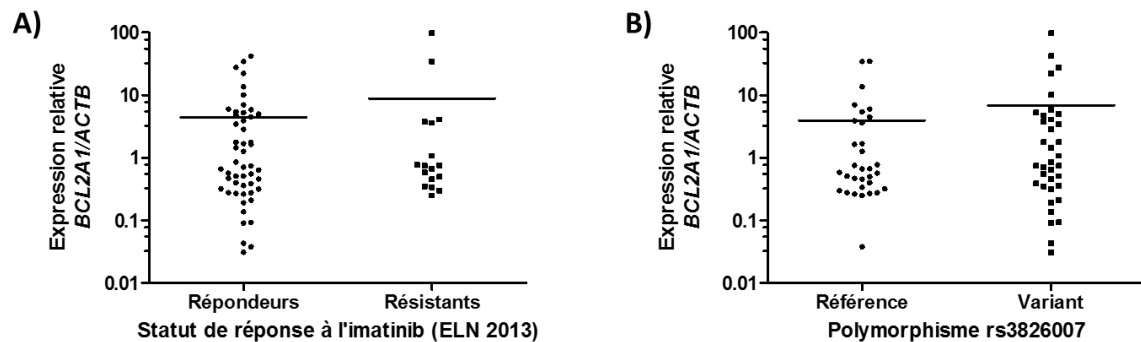 A)
Expression relative
BCL2A1/ACTB
100
10
1
0.1
0.01
Répondeurs
Résistants
Statut de réponse à l'imatinib (ELN 2013)
B)
Expression relative
BCL2A1/ACTB
100
10
1
0.1
0.01
Référence
Variant
Polymorphisme rs3826007